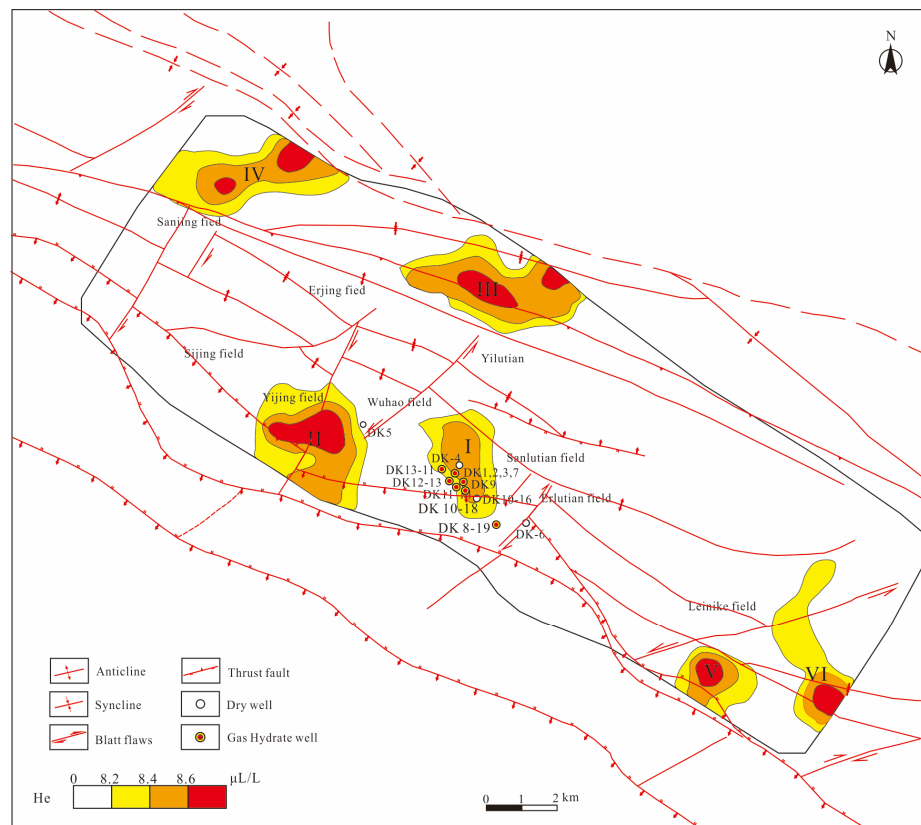 N
IV
Sanjing fied
III
Erjing fied
Sijing field
Yilutian
Yijing field
Wuhao field
II
DK5
I
DK-4
Sanlutian field
DK13-11
DK1,2,3,7
DK12-13
DK9
DK11
DK10-16
Erlutian field
DK 10-18
DK 8-19
DK-6
Leinike field
V
VI
Anticline
Thrust fault
Syncline
Dry well
Blatt flaws
Gas Hydrate well
0 8.2 8.4 8.6 μL/L
He
0 1 2 km